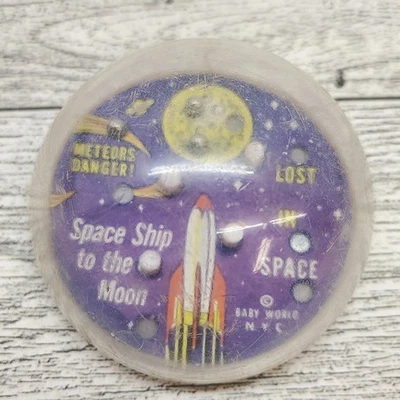 METEORS
DANGER!
LOST
IN
SPACE
Space Ship
to the
Moon
©
BABY WORLD
N.Y.C